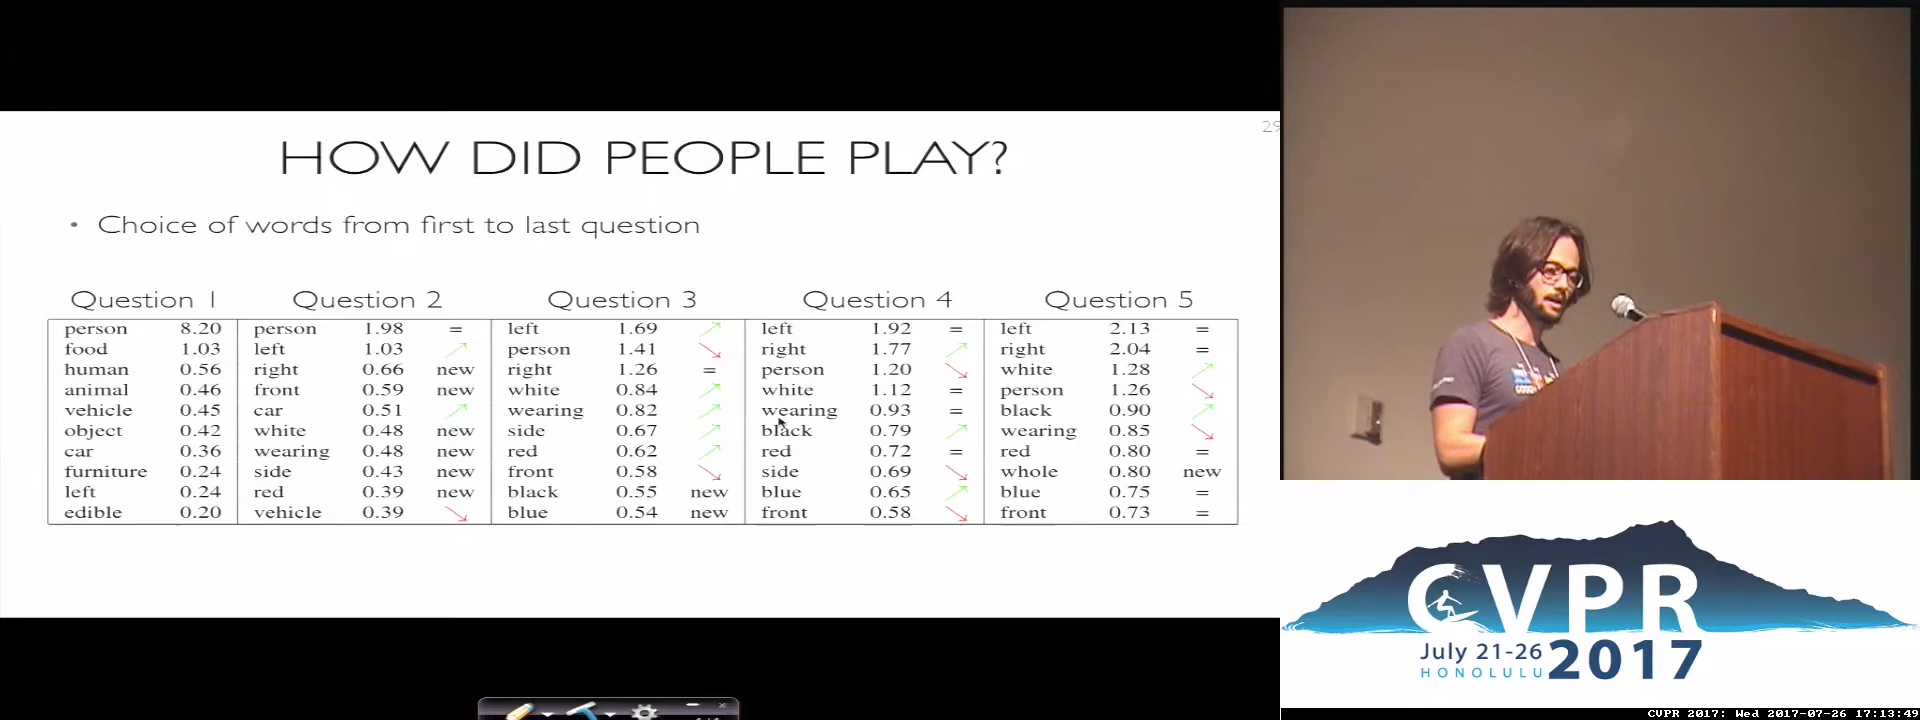 29
HOW DID PEOPLE PLAY?
• Choice of words from first to last question
Question 1 Question 2 Question 3 Question 4 Question 5
person 8.20 person 1.98 = left 1.69 left 1.92 = left 2.13 =
food 1.03 left 1.03 person 1.41 right 1.77 right 2.04 =
human 0.56 right 0.66 new right 1.26 = person 1.20 white 1.28
animal 0.46 front 0.59 new white 0.84 white 1.12 = person 1.26
vehicle 0.45 car 0.51 wearing 0.82 wearing 0.93 = black 0.90
object 0.42 white 0.48 new side 0.67 black 0.79 wearing 0.85
car 0.36 wearing 0.48 new red 0.62 red 0.72 = red 0.80 =
furniture 0.24 side 0.43 new front 0.58 side 0.69 whole 0.80 new
left 0.24 red 0.39 new black 0.55 new blue 0.65 blue 0.75 =
edible 0.20 vehicle 0.39 blue 0.54 new front 0.58 front 0.73 =
CVPR
July 21-26 2017
HONOLULU
CVPR 2017: Wed 2017-07-26 17:13:49